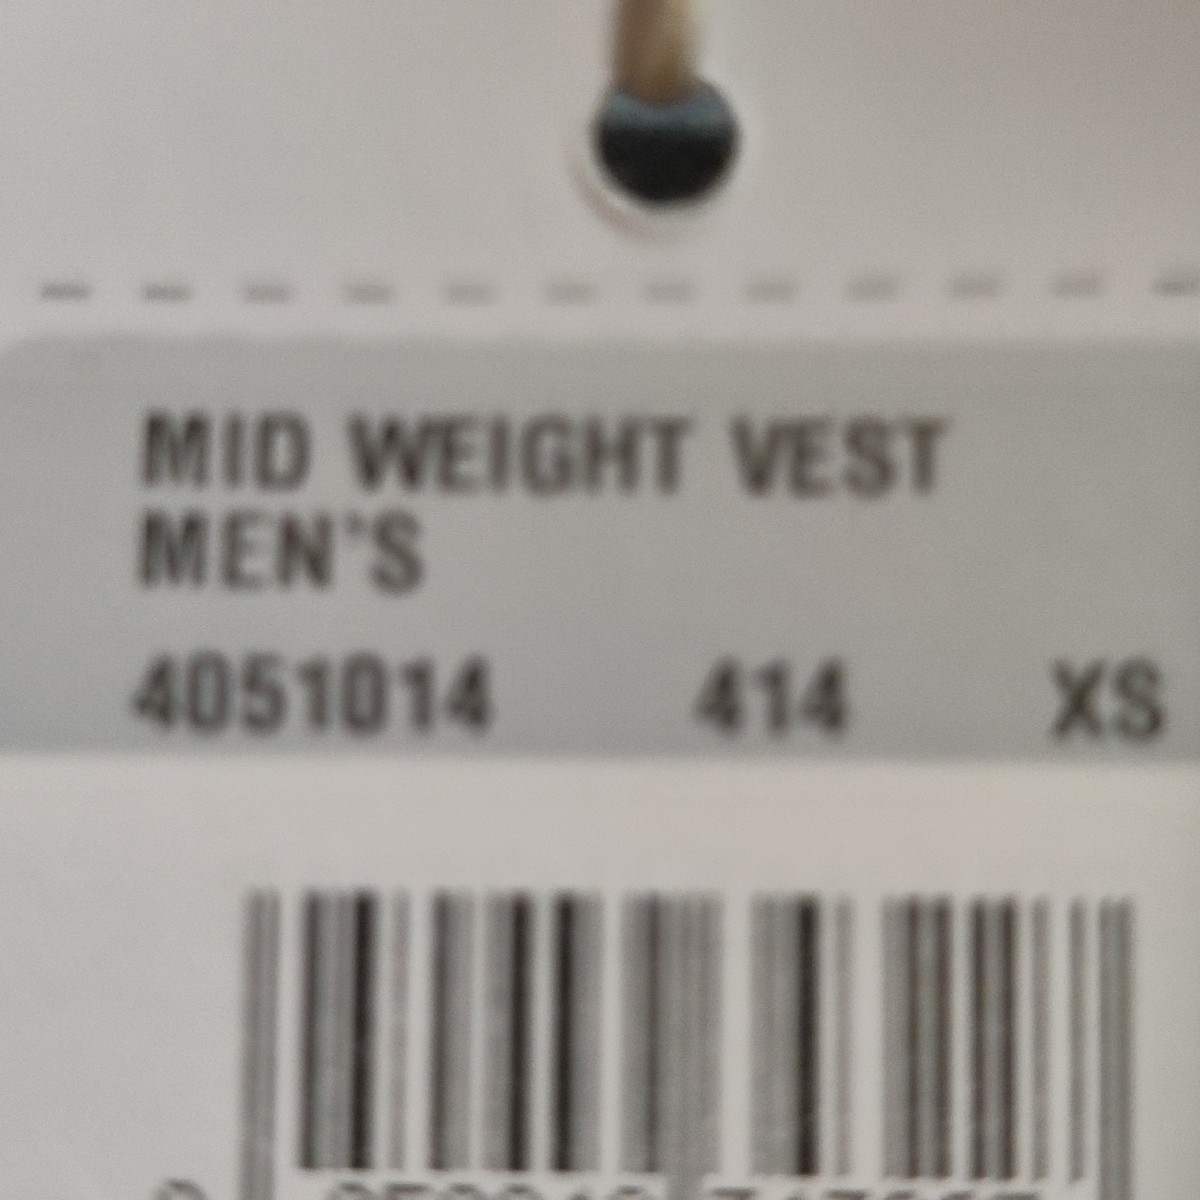 MID WEIGHT VEST
MEN'S
4051014 414 XS